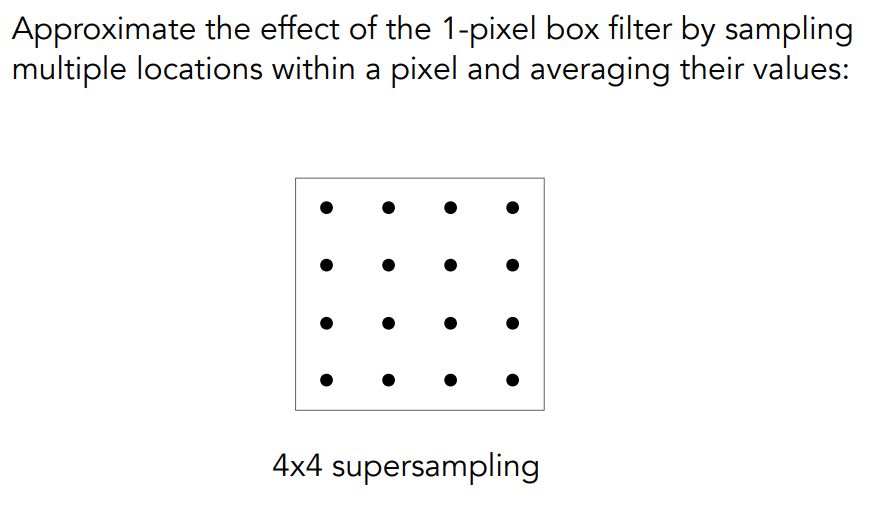 Approximate the effect of the 1-pixel box filter by sampling
multiple locations within a pixel and averaging their values:
4x4 supersampling